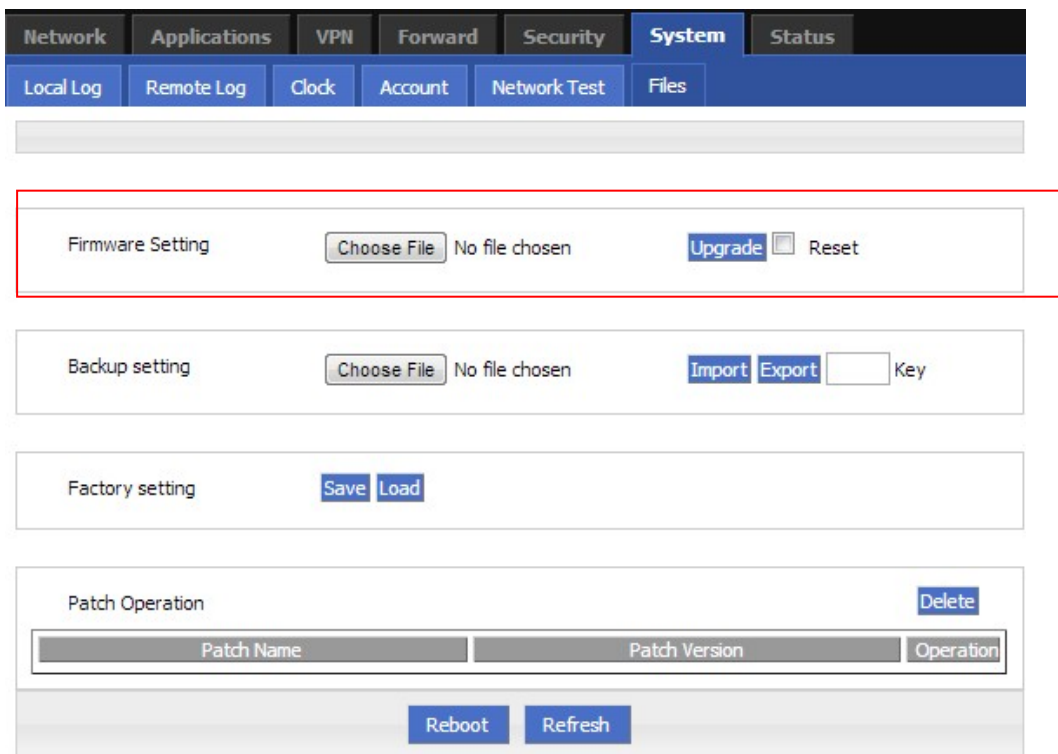 Network Applications VPN Forward Security System Status
Local Log Remote Log Clock Account Network Test Files
Firmware Setting Choose File No file chosen Upgrade Reset
Backup setting Choose File No file chosen Import Export Key
Factory setting Save Load
Patch Operation Delete
Patch Name Patch Version Operation
Reboot Refresh